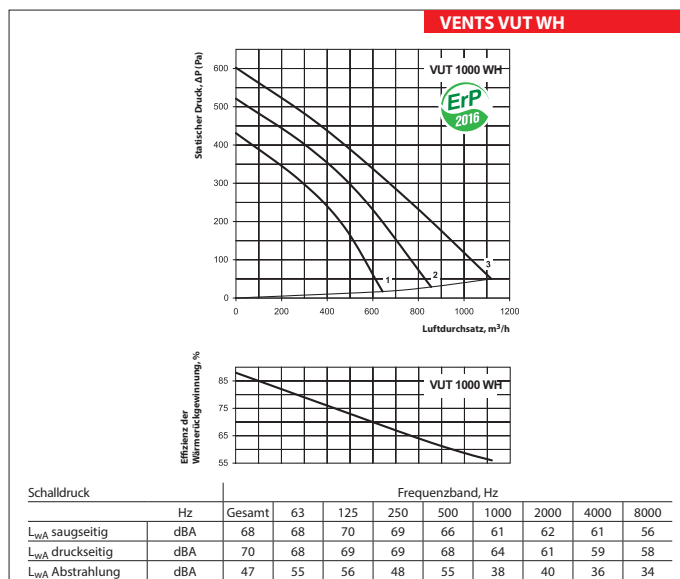 VENTS VUT WH
Statischer Druck, ΔP (Pa)
VUT 1000 WH
ErP
2016
600
500
400
300
200
100
0
1
2
3
0 200 400 600 800 1000 1200
Luftdurchsatz, m³/h
Effizienz der
Wärmerückgewinnung, %
VUT 1000 WH
85
75
65
55
Schalldruck Frequenzband, Hz
Hz Gesamt 63 125 250 500 1000 2000 4000 8000
LwA saugseitig dBA 68 68 70 69 66 61 62 61 56
LwA druckseitig dBA 70 68 69 69 68 64 61 59 58
LwA Abstrahlung dBA 47 55 56 48 55 38 40 36 34